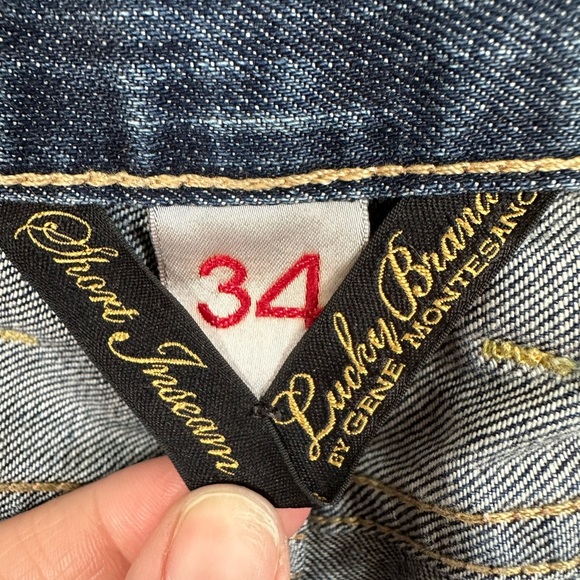 Short Inseam
34
Lucky Brand
BY GENE MONTESANO